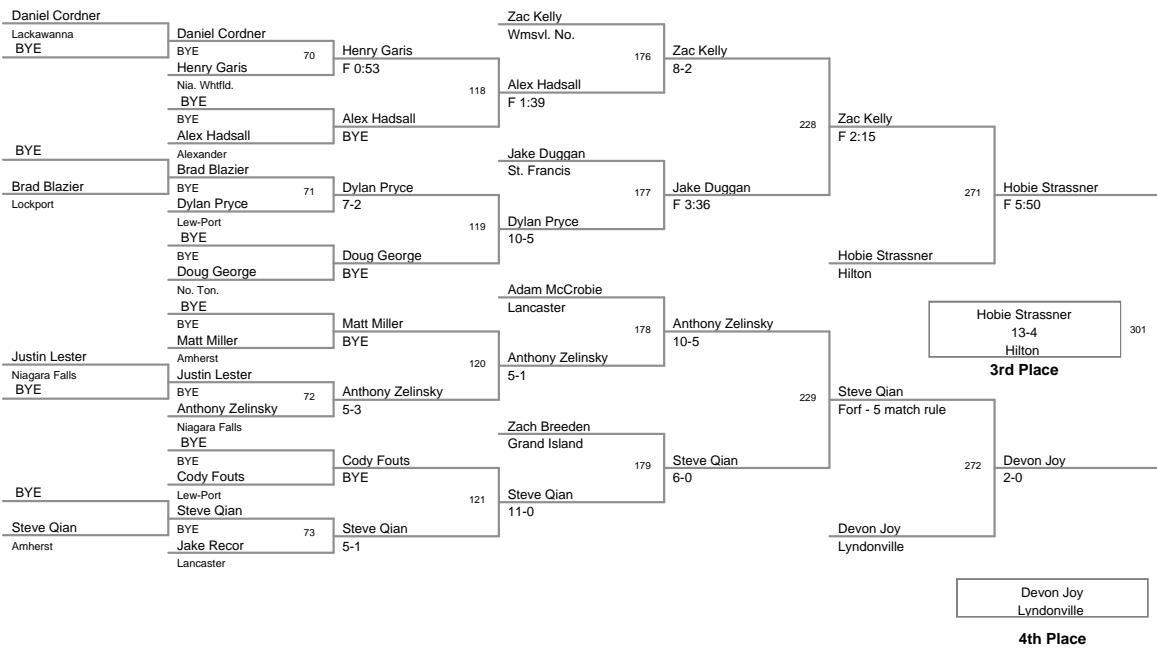 Daniel Cordner
Lackawanna
BYE
BYE
Brad Blazier
Lockport
Justin Lester
Niagara Falls
BYE
BYE
Steve Qian
Amherst
Daniel Cordner
BYE
70
Henry Garis
Nia. Whtfld.
BYE
BYE
Alex Hadsall
Alexander
Brad Blazier
BYE
71
Dylan Pryce
Lew-Port
BYE
BYE
Doug George
No. Ton.
BYE
BYE
Matt Miller
Amherst
Justin Lester
BYE
72
Anthony Zelinsky
Niagara Falls
BYE
BYE
Cody Fouts
Lew-Port
Steve Qian
BYE
73
Jake Recor
Lancaster
Henry Garis
F 0:53
118
Alex Hadsall
BYE
Dylan Pryce
7-2
119
Doug George
BYE
Matt Miller
BYE
120
Anthony Zelinsky
5-3
Cody Fouts
BYE
121
Steve Qian
5-1
Zac Kelly
Wmsvl. No.
176
Alex Hadsall
F 1:39
Jake Duggan
St. Francis
177
Dylan Pryce
10-5
Adam McCrobie
Lancaster
178
Anthony Zelinsky
5-1
Zach Breeden
Grand Island
179
Steve Qian
11-0
Zac Kelly
8-2
228
Jake Duggan
F 3:36
Anthony Zelinsky
10-5
229
Steve Qian
6-0
Zac Kelly
F 2:15
271
Hobie Strassner
Hilton
Steve Qian
Forf - 5 match rule
272
Devon Joy
Lyndonville
Hobie Strassner
F 5:50
Hobie Strassner
13-4
Hilton
301
3rd Place
Devon Joy
2-0
Devon Joy
Lyndonville
4th Place